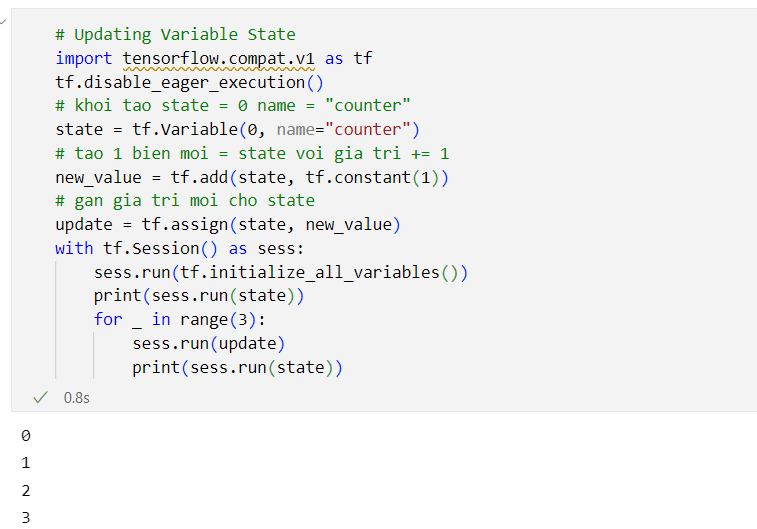 # Updating Variable State
import tensorflow.compat.v1 as tf
tf.disable_eager_execution()
# khoi tao state = 0 name = "counter"
state = tf.Variable(0, name="counter")
# tao 1 bien moi = state voi gia tri += 1
new_value = tf.add(state, tf.constant(1))
# gan gia tri moi cho state
update = tf.assign(state, new_value)
with tf.Session() as sess:
    sess.run(tf.initialize_all_variables())
    print(sess.run(state))
    for _ in range(3):
        sess.run(update)
        print(sess.run(state))
0.8s
0
1
2
3